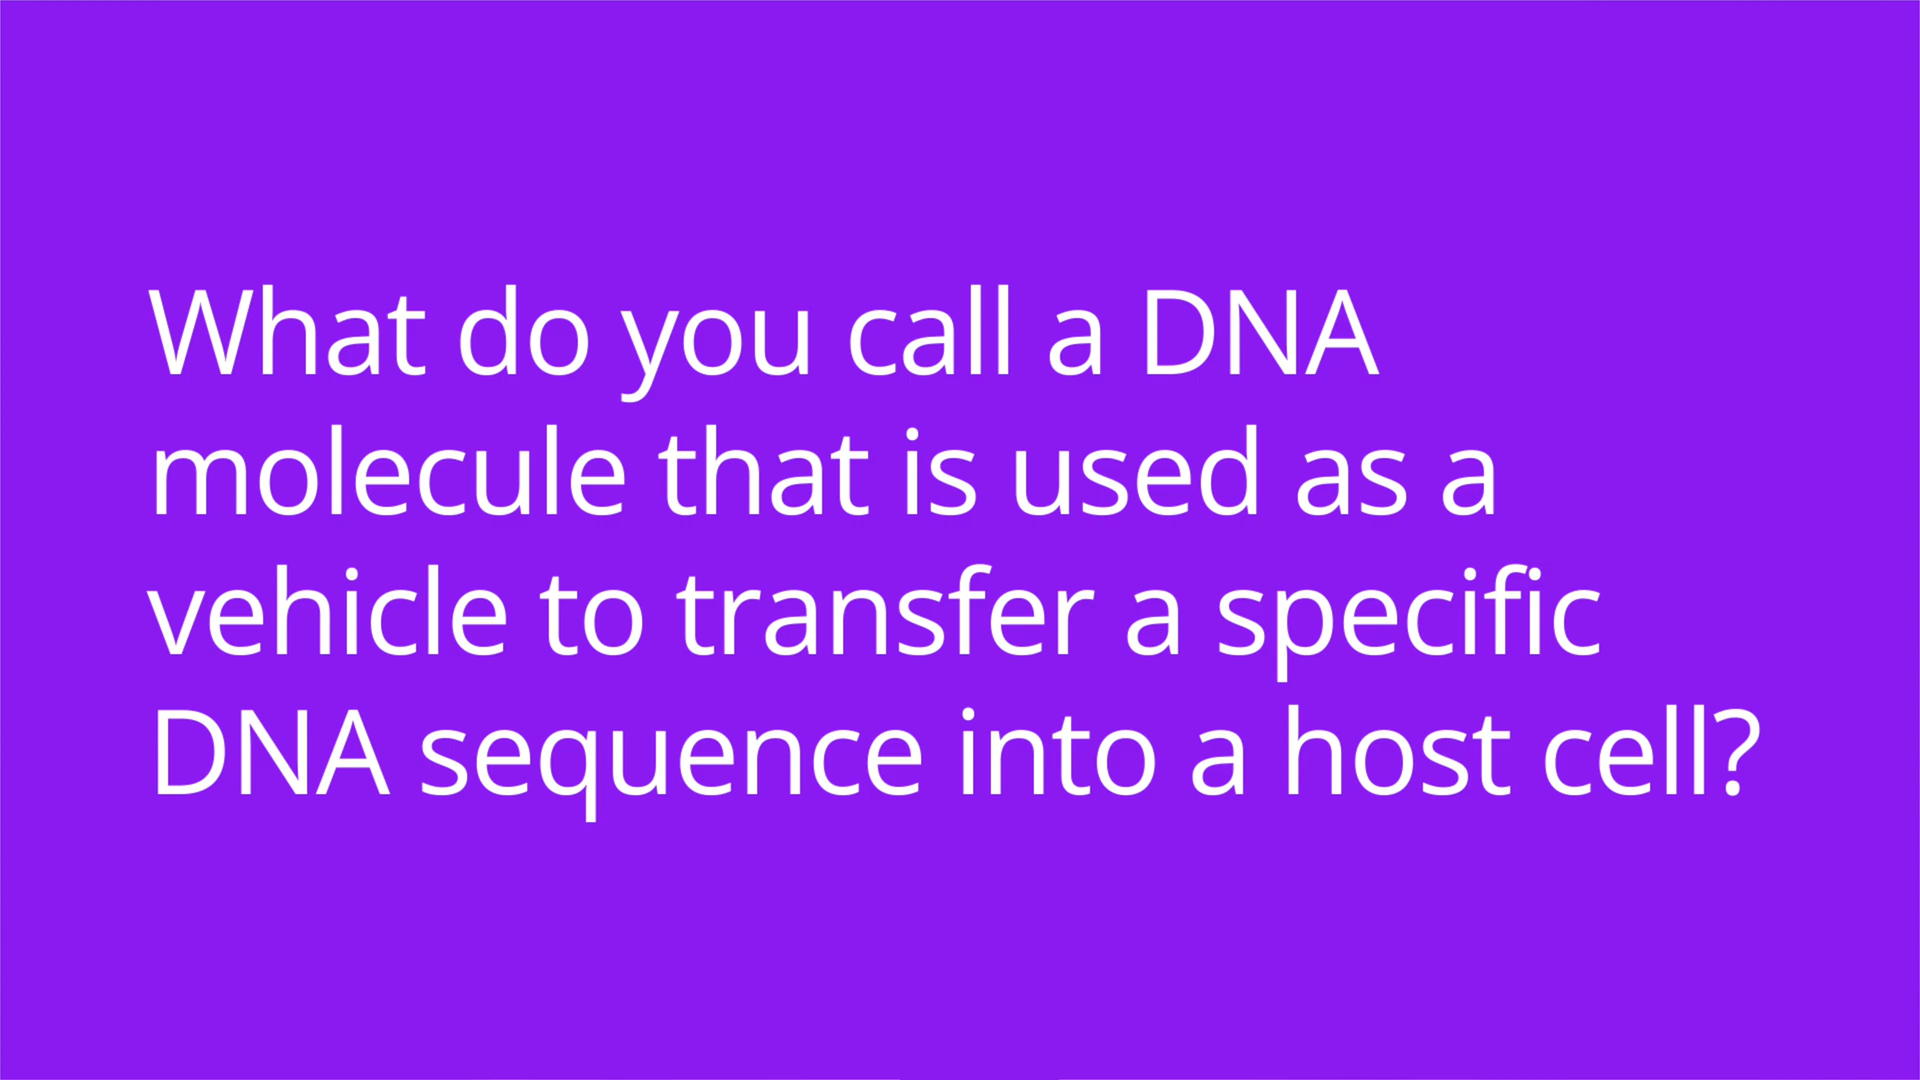 What do you call a DNA
molecule that is used as a
vehicle to transfer a specific
DNA sequence into a host cell?